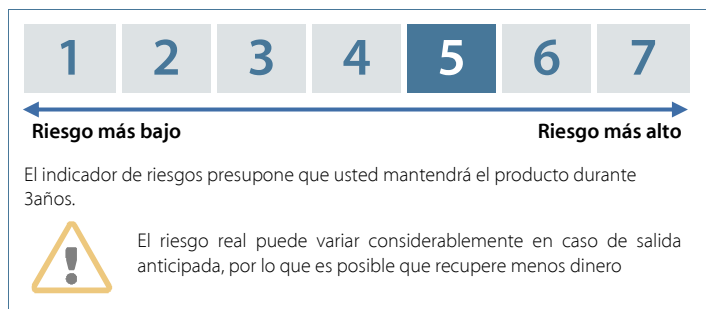 1 2 3 4 5 6 7
Riesgo más bajo Riesgo más alto
El indicador de riesgos presupone que usted mantendrá el producto durante
3años.
El riesgo real puede variar considerablemente en caso de salida
anticipada, por lo que es posible que recupere menos dinero